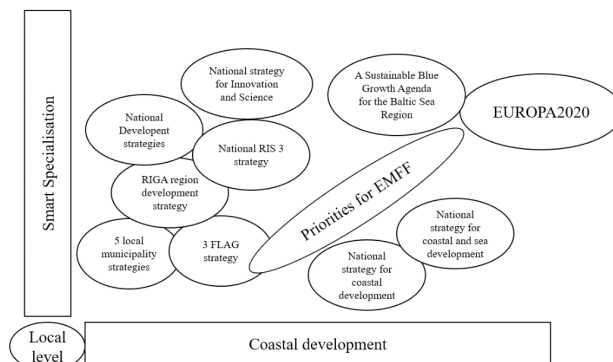 Smart Specialisation
National strategy
for Innovation
and Science
A Sustainable Blue
Growth Agenda
for the Baltic Sea
Region
EUROPA2020
National
Developent
strategies
National RIS 3
strategy
RIGA region
development
strategy
Priorities for EMFF
5 local
municipality
strategies
3 FLAG
strategy
National
strategy for
coastal and sea
development
National
strategy for
coastal
development
Local
level
Coastal development